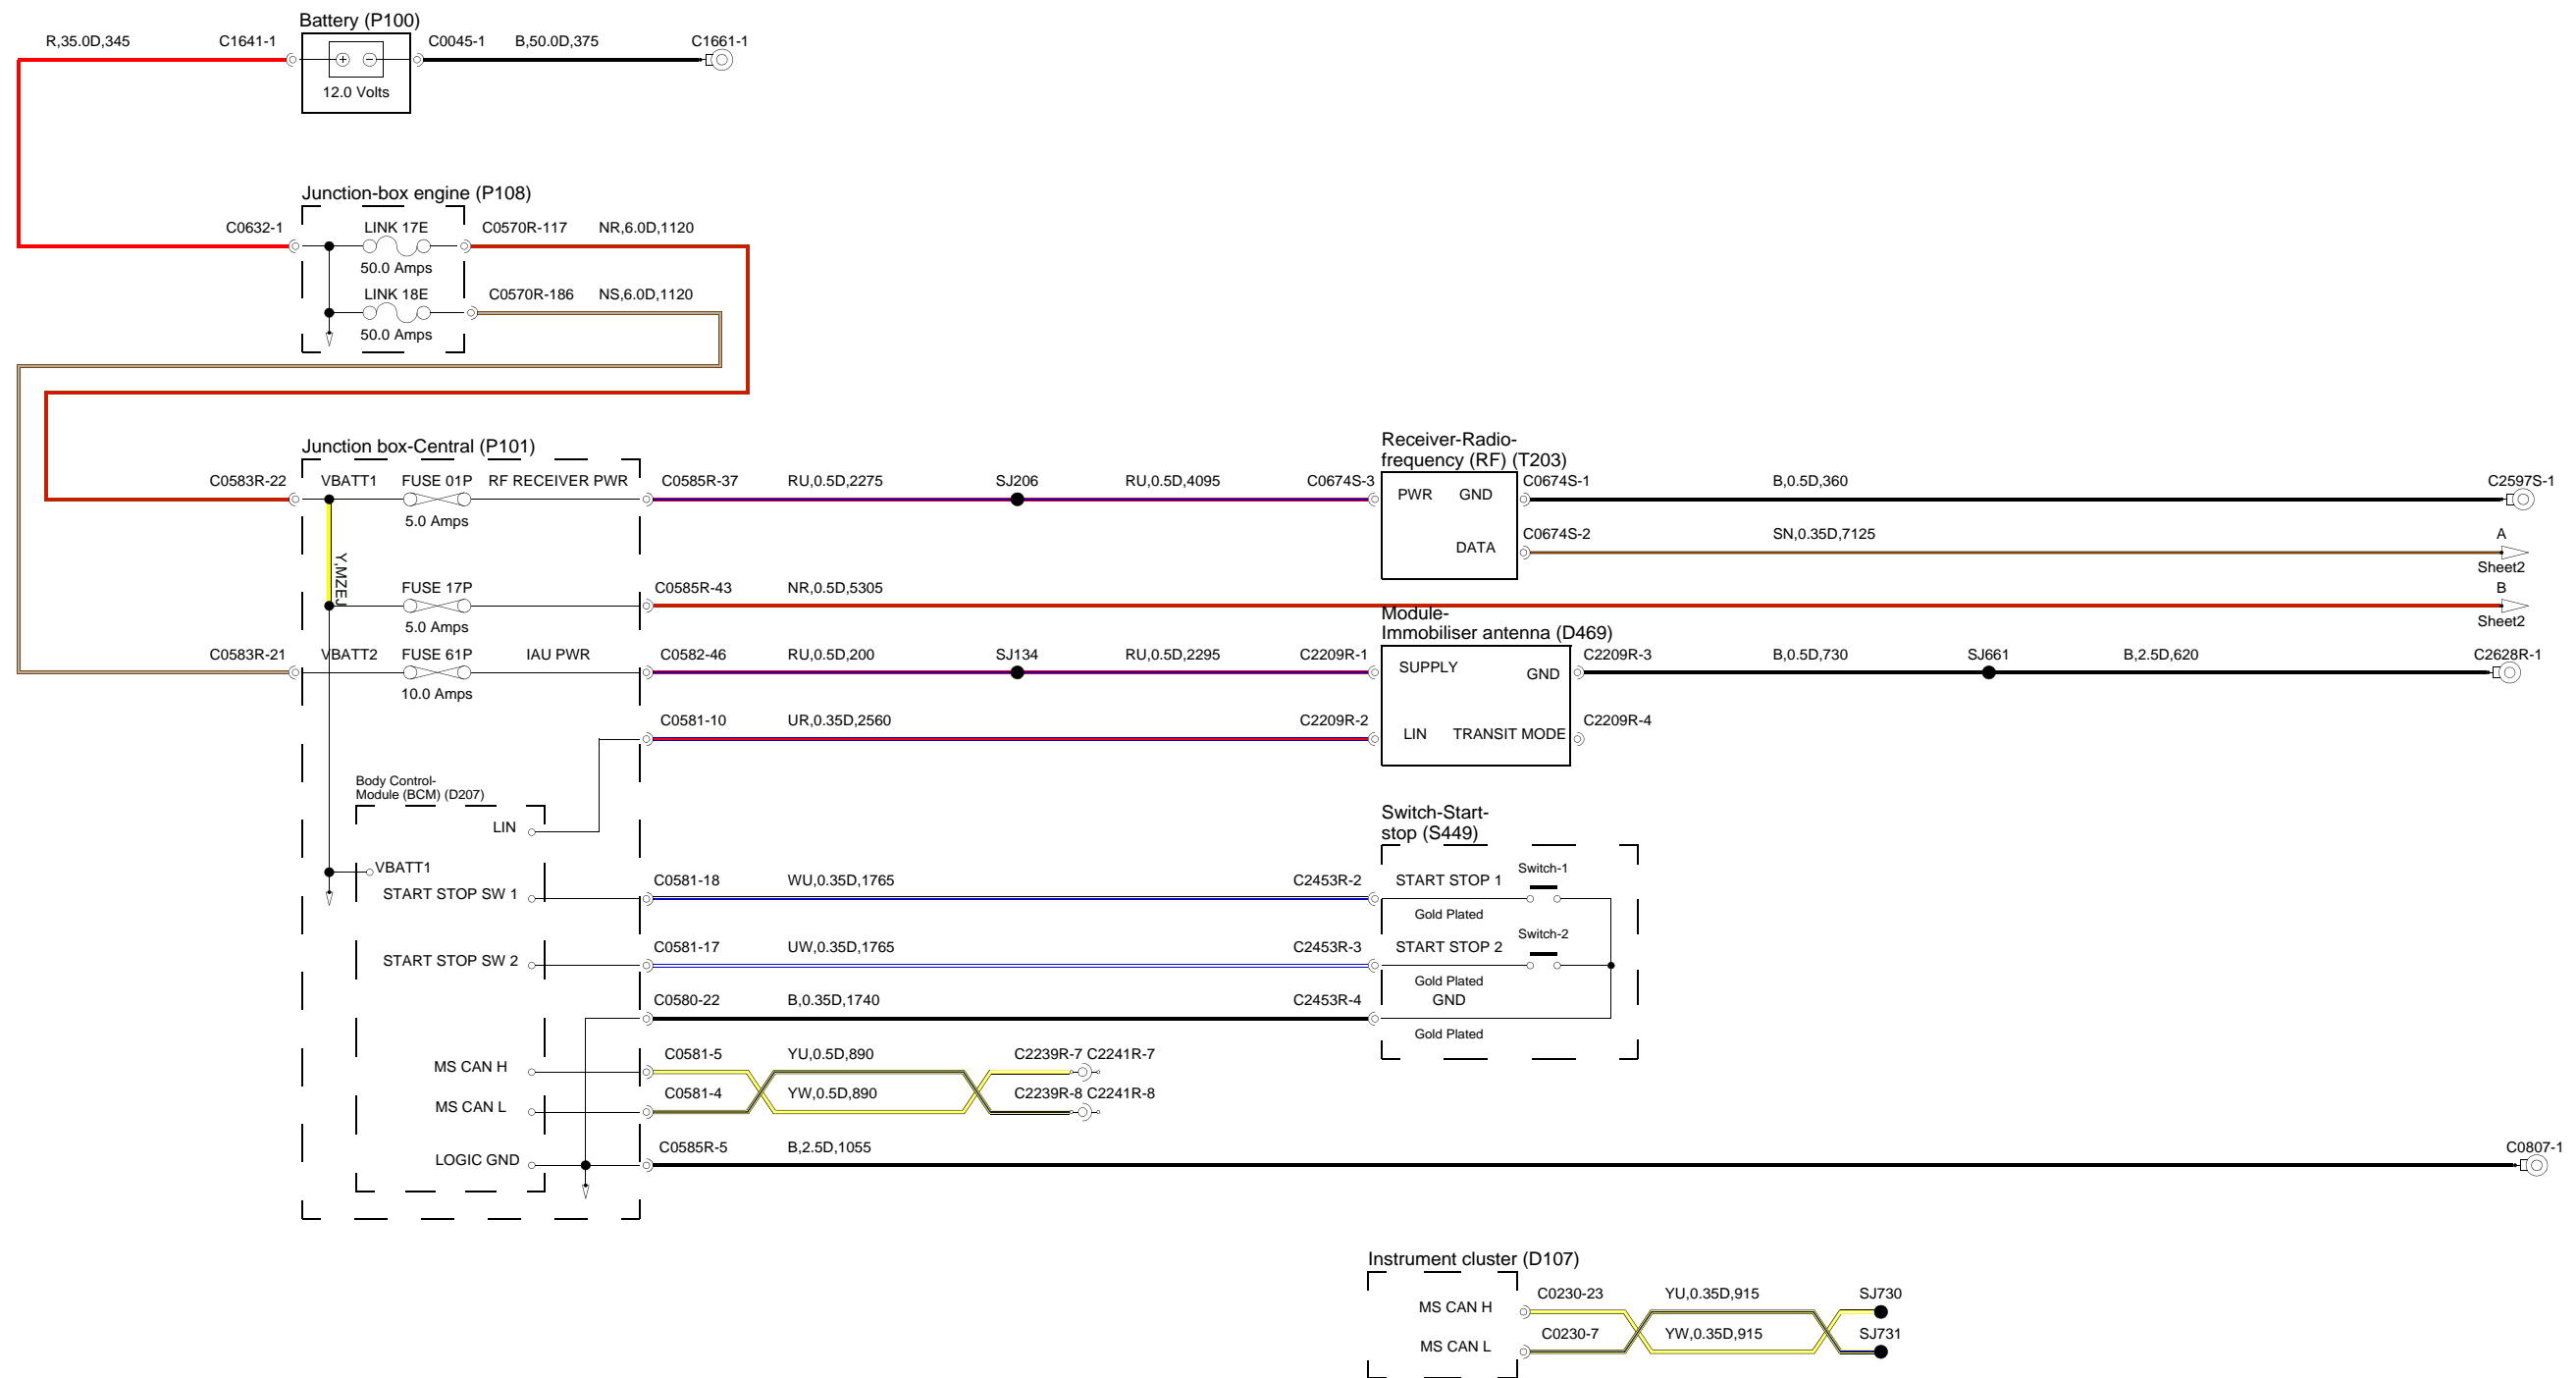 Battery (P100)
R,35.0D,345
C1641-1
C0045-1
B,50.0D,375
C1661-1
12.0 Volts
Junction-box engine (P108)
C0632-1
LINK 17E
C0570R-117
NR,6.0D,1120
50.0 Amps
LINK 18E
C0570R-186
NS,6.0D,1120
50.0 Amps
Junction box-Central (P101)
Receiver-Radio-
frequency (RF) (T203)
C0583R-22
VBATT1
FUSE 01P
RF RECEIVER PWR
C0585R-37
RU,0.5D,2275
SJ206
RU,0.5D,4095
C0674S-3
PWR
GND
C0674S-1
B,0.5D,360
C2597S-1
5.0 Amps
DATA
C0674S-2
SN,0.35D,7125
A
Sheet2
Y,MZEJ
FUSE 17P
C0585R-43
NR,0.5D,5305
B
5.0 Amps
Sheet2
Module-
Immobiliser antenna (D469)
C0583R-21
VBATT2
FUSE 61P
IAU PWR
C0582-46
RU,0.5D,200
SJ134
RU,0.5D,2295
C2209R-1
SUPPLY
GND
C2209R-3
B,0.5D,730
SJ661
B,2.5D,620
C2628R-1
10.0 Amps
C0581-10
UR,0.35D,2560
C2209R-2
LIN
TRANSIT MODE
C2209R-4
Body Control-
Module (BCM) (D207)
LIN
Switch-Start-
stop (S449)
VBATT1
START STOP SW 1
C0581-18
WU,0.35D,1765
C2453R-2
START STOP 1
Switch-1
Gold Plated
START STOP SW 2
C0581-17
UW,0.35D,1765
C2453R-3
START STOP 2
Switch-2
Gold Plated
C0580-22
B,0.35D,1740
C2453R-4
GND
Gold Plated
MS CAN H
C0581-5
YU,0.5D,890
C2239R-7 C2241R-7
MS CAN L
C0581-4
YW,0.5D,890
C2239R-8 C2241R-8
LOGIC GND
C0585R-5
B,2.5D,1055
C0807-1
Instrument cluster (D107)
MS CAN H
C0230-23
YU,0.35D,915
SJ730
MS CAN L
C0230-7
YW,0.35D,915
SJ731